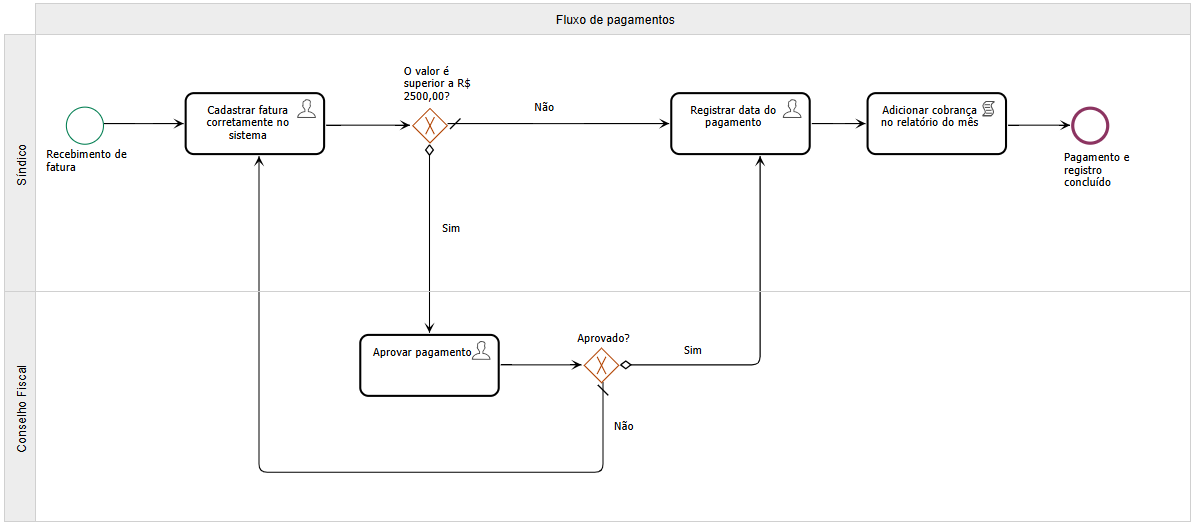 Fluxo de pagamentos
Síndico
Recebimento de
fatura
Cadastrar fatura
corretamente no
sistema
O valor é
superior a R$
2500,00?
Não
Sim
Registrar data do
pagamento
Adicionar cobrança
no relatório do mês
Pagamento e
registro
concluído
Conselho Fiscal
Aprovar pagamento
Aprovado?
Sim
Não